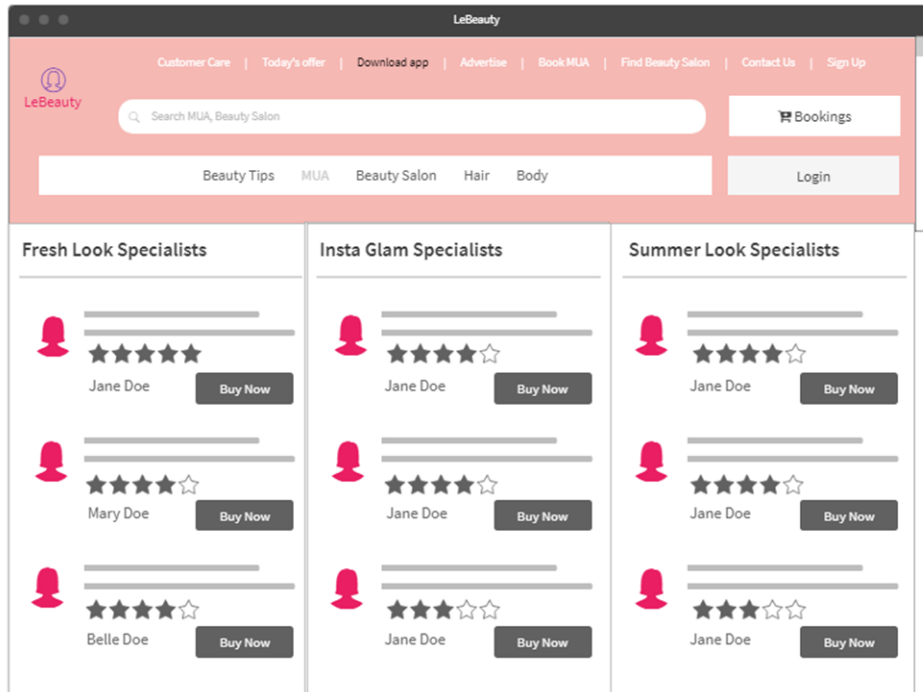 LeBeauty
Customer Care | Today's offer | Download app | Advertise | Book MUA | Find Beauty Salon | Contact Us | Sign Up
LeBeauty
Search MUA, Beauty Salon
Bookings
Beauty Tips MUA Beauty Salon Hair Body
Login
Fresh Look Specialists
Jane Doe Buy Now
Mary Doe Buy Now
Belle Doe Buy Now
Insta Glam Specialists
Jane Doe Buy Now
Jane Doe Buy Now
Jane Doe Buy Now
Summer Look Specialists
Jane Doe Buy Now
Jane Doe Buy Now
Jane Doe Buy Now